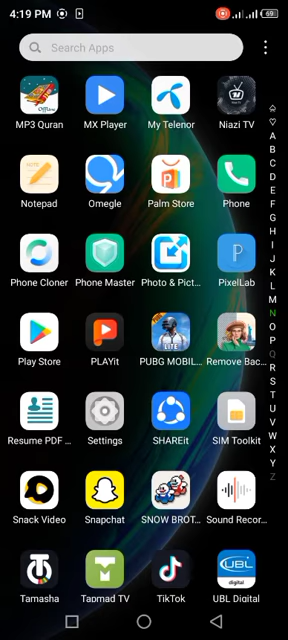 4:19 PM 69
Search Apps
MP3 Quran MX Player My Telenor Niazi TV
Notepad Omegle Palm Store Phone
Phone Cloner Phone Master Photo & Pict... PixelLab
Play Store PLAYit PUBG MOBIL... Remove Bac...
Resume PDF ... Settings SHAREit SIM Toolkit
Snack Video Snapchat SNOW BROT... Sound Recor...
Tamasha Tapmad TV TikTok UBL Digital
A
B
C
D
E
F
G
H
I
J
K
L
M
N
O
P
Q
R
S
T
U
V
W
X
Y
Z